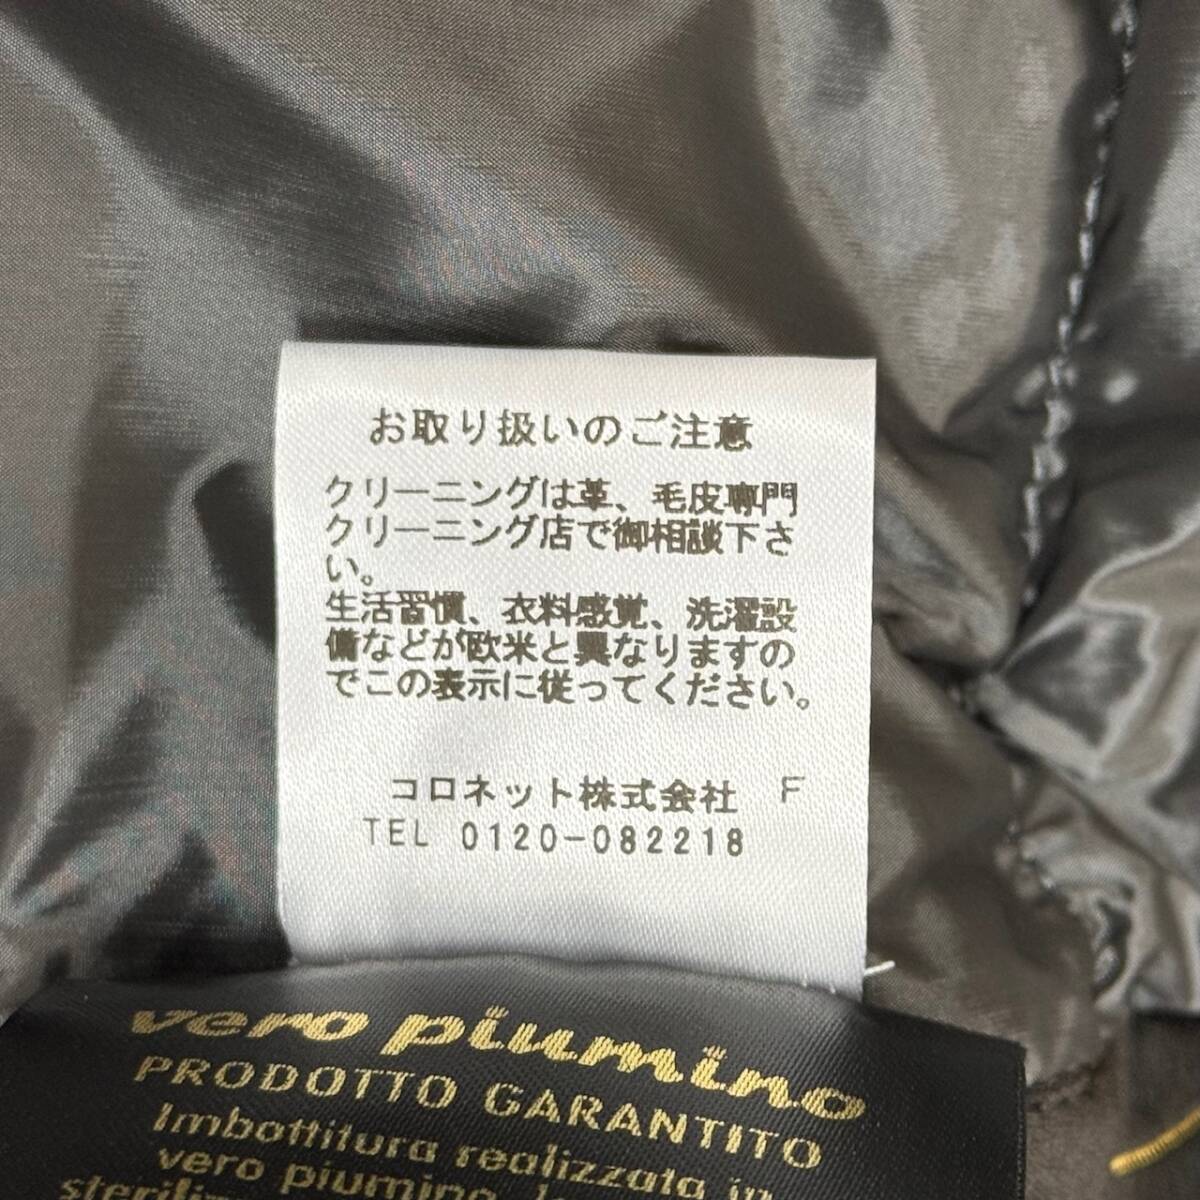 お取り扱いのご注意
クリーニングは革、毛皮専門
クリーニング店で御相談下さ
い。
生活習慣、衣料感覚、洗濯設
備などが欧米と異なりますの
でこの表示に従ってください。
コロネット株式会社 F
TEL 0120-082218
vero piumino
PRODOTTO GARANTITO
Imbottitura realizzata in
vero piumino